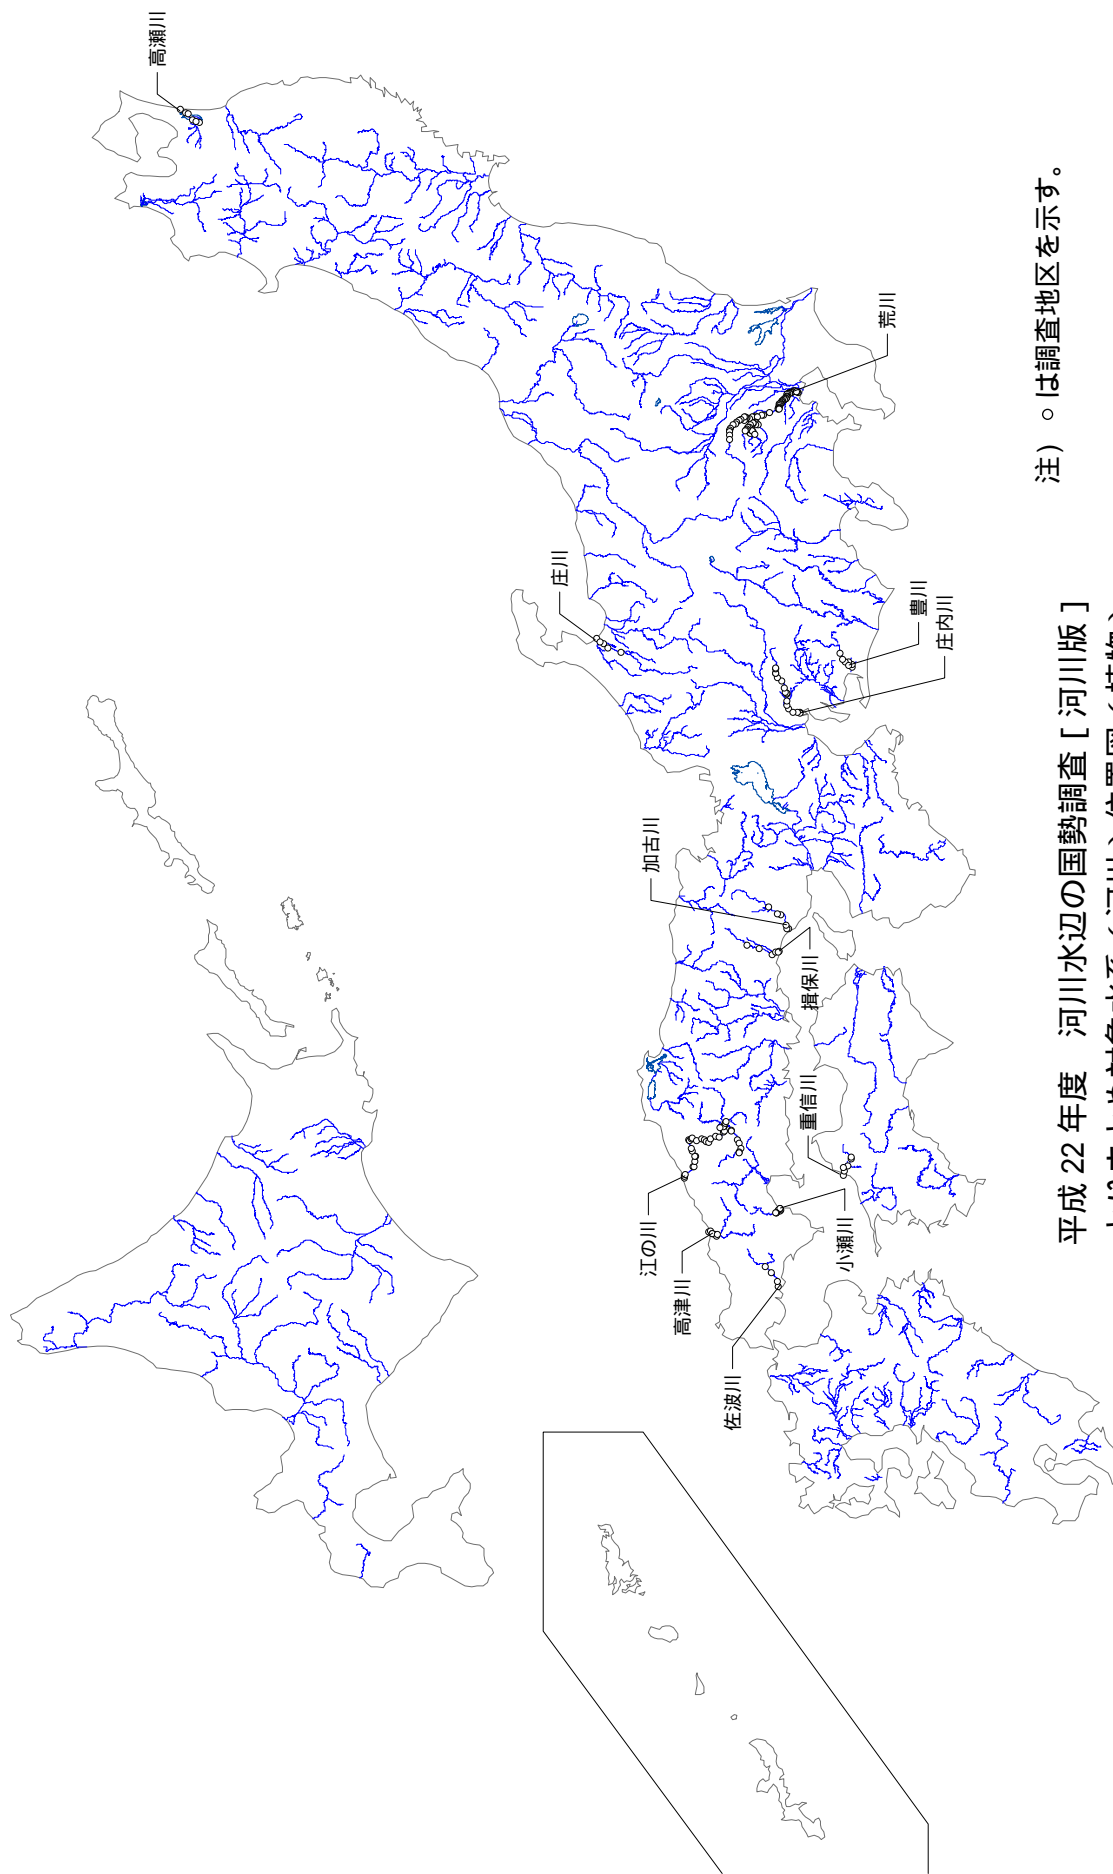 高瀬川
荒川
庄川
豊川
庄内川
加古川
揖保川
重信川
江の川
小瀬川
高津川
佐波川
注）○は調査地区を示す。
平成 22 年度　河川水辺の国勢調査 [ 河川版 ]